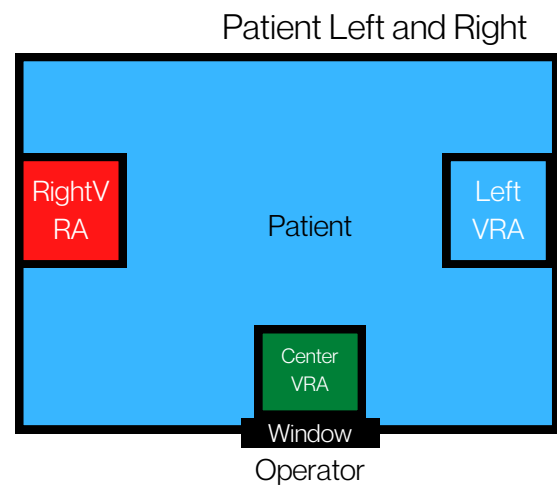 Patient Left and Right
RightV
RA
Left
VRA
Patient
Center
VRA
Window
Operator